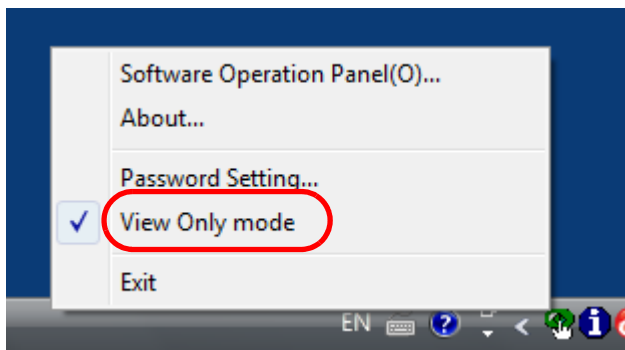 Software Operation Panel(O)...
About...
Password Setting...
View Only mode
Exit
EN